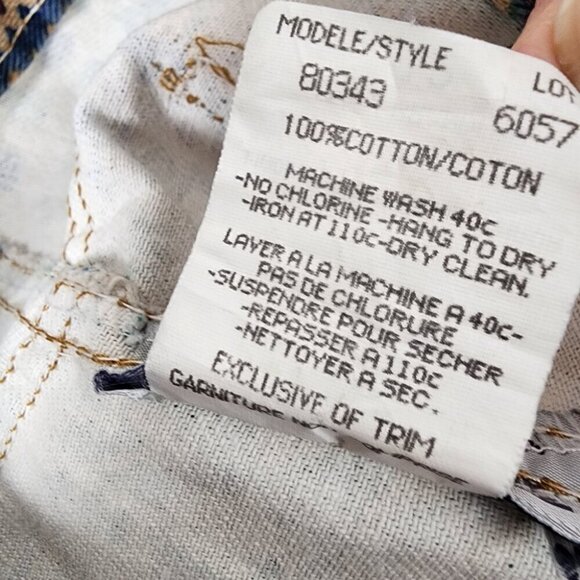 MODELE/STYLE LOT
80343 6057
100%COTTON/COTON
MACHINE WASH 40c
-NO CHLORINE -HANG TO DRY
-IRON AT 110c-DRY CLEAN.
LAVER A LA MACHINE A 40c-
PAS DE CHLORURE
-SUSPENDRE POUR SECHER
-REPASSER A 110c
-NETTOYER A SEC.
EXCLUSIVE OF TRIM
GARNITURE